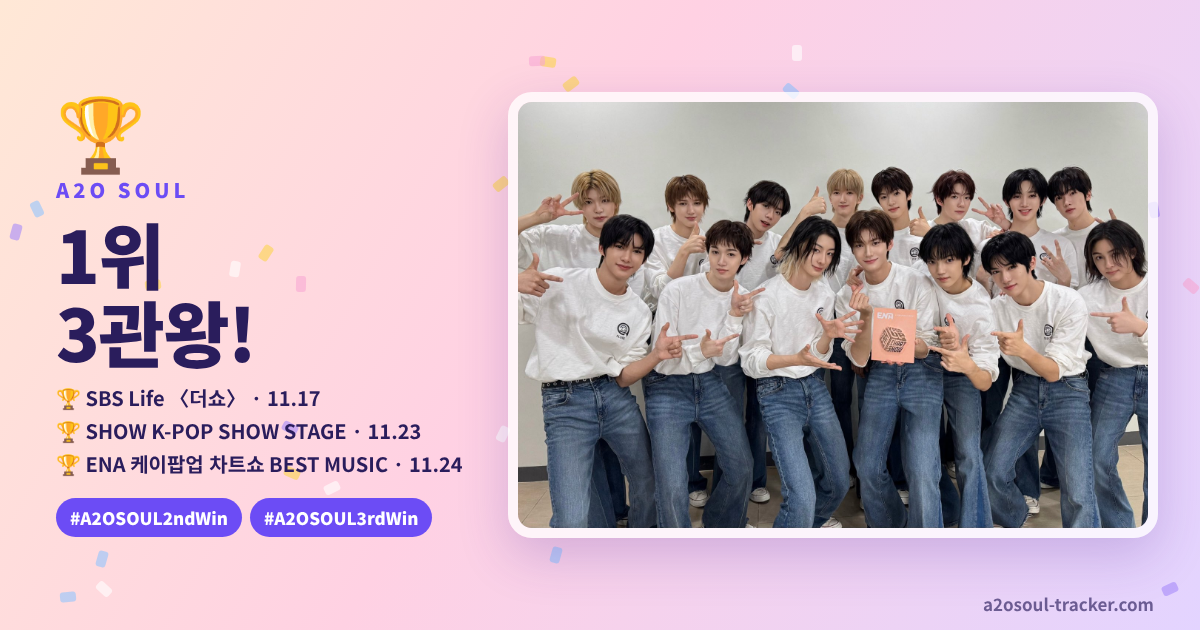 A2O SOUL
1위
3관왕!
SBS Life 〈더쇼〉 · 11.17
SHOW K-POP SHOW STAGE · 11.23
ENA 케이팝업 차트쇼 BEST MUSIC · 11.24
#A2OSOUL2ndWin #A2OSOUL3rdWin
ENA
a2osoul-tracker.com